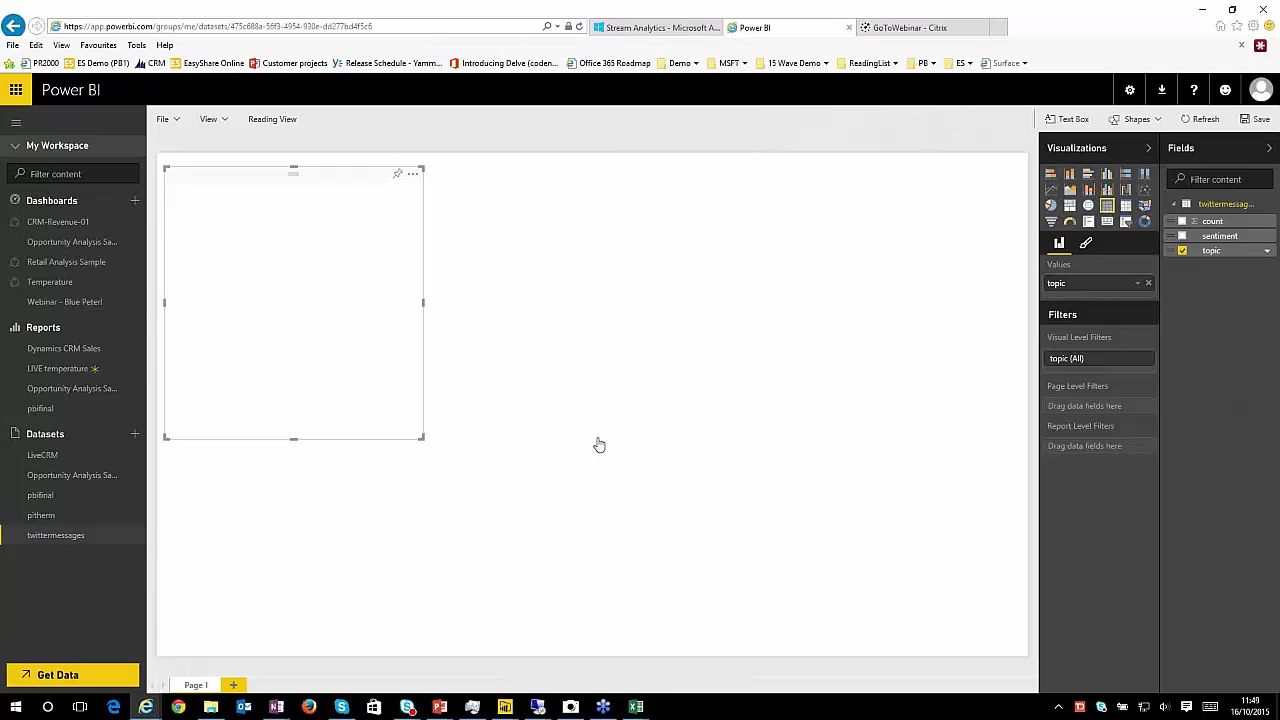 https://app.powerbi.com/groups/me/datasets/475c688a-56f3-4954-930e-dd277bd4f5c6
Stream Analytics - Microsoft A...
Power BI
GoToWebinar - Citrix
File Edit View Favourites Tools Help
PR2000 ES Demo (PB1) CRM EasyShare Online Customer projects Release Schedule - Yamm... Introducing Delve (coden... Office 365 Roadmap Demo MSFT 15 Wave Demo ReadingList PB ES Surface
Power BI
File View Reading View Text Box Shapes Refresh Save
My Workspace
Filter content
Dashboards
CRM-Revenue-01
Opportunity Analysis Sa...
Retail Analysis Sample
Temperature
Webinar - Blue Peter!
Reports
Dynamics CRM Sales
LIVE temperature
Opportunity Analysis Sa...
pbifinal
Datasets
LiveCRM
Opportunity Analysis Sa...
pbifinal
pitherm
twittermessages
Get Data
Page 1
Visualizations
Values
topic
Filters
Visual Level Filters
topic (All)
Page Level Filters
Drag data fields here
Report Level Filters
Drag data fields here
Fields
Filter content
twittermessag...
count
sentiment
topic
11:49
16/10/2015